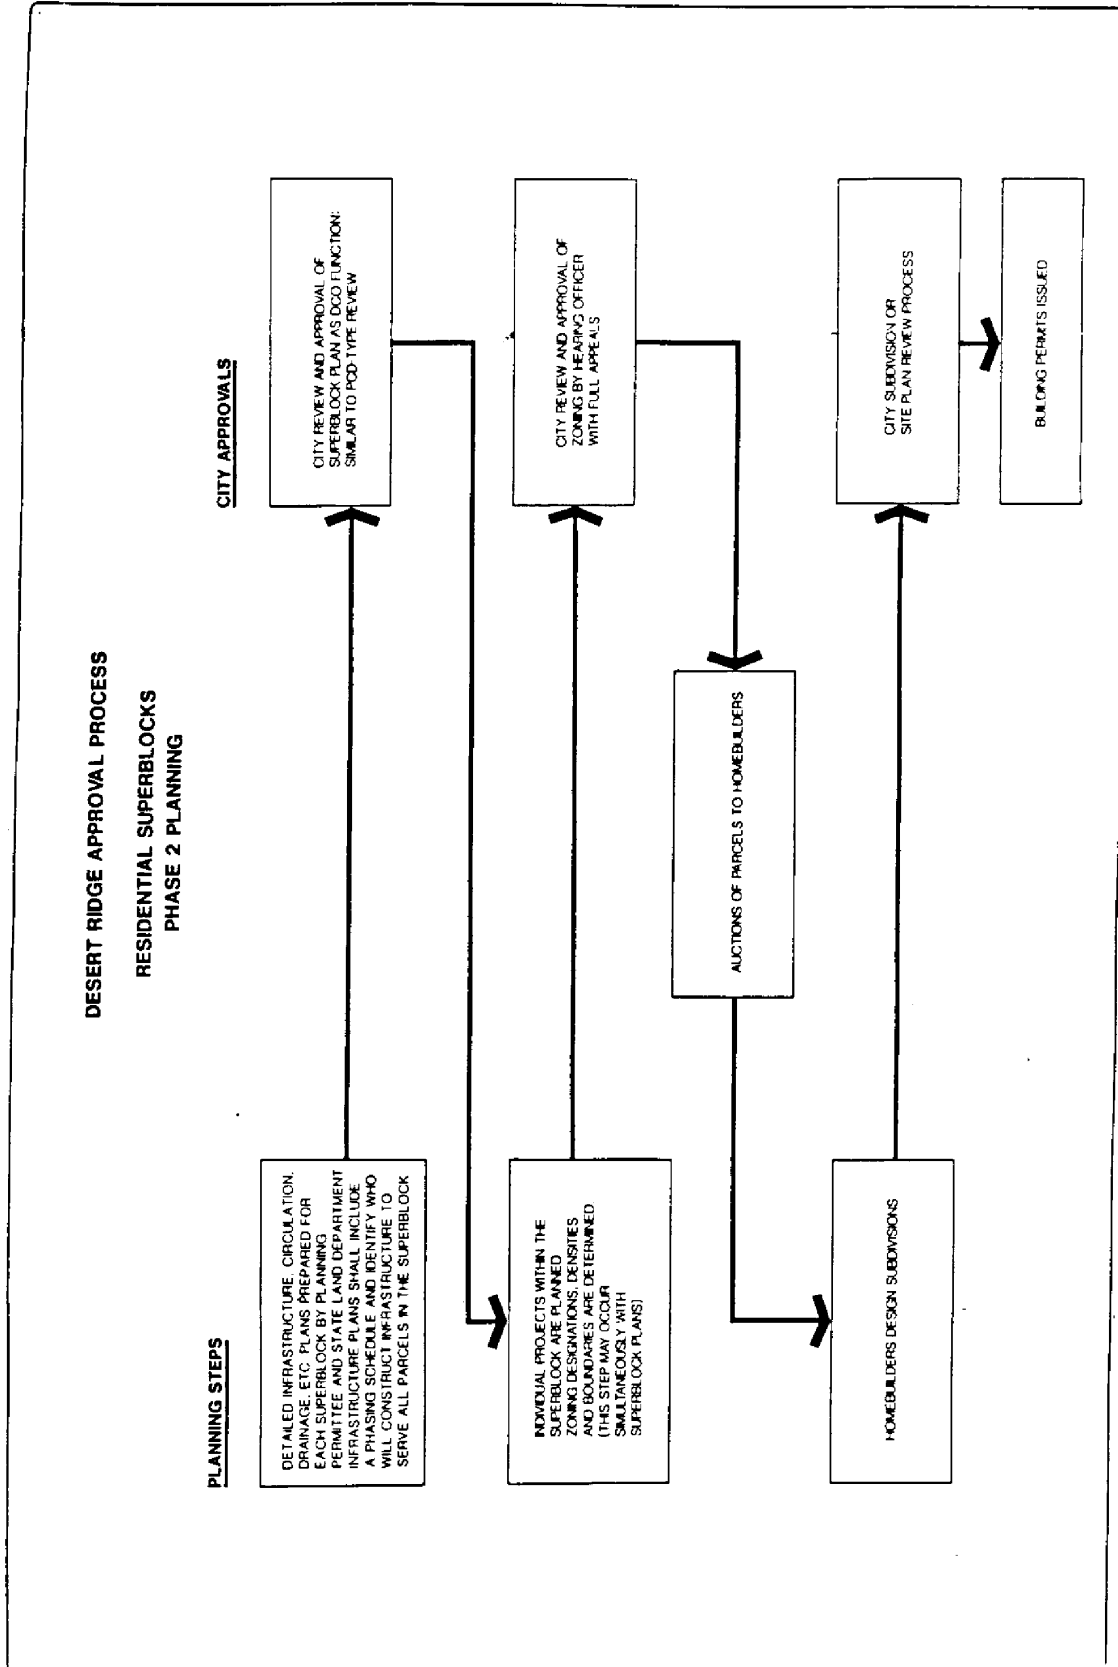 DESERT RIDGE APPROVAL PROCESS
RESIDENTIAL SUPERBLOCKS
PHASE 2 PLANNING
PLANNING STEPS
CITY APPROVALS
DETAILED INFRASTRUCTURE, CIRCULATION,
DRAINAGE, ETC. PLANS PREPARED FOR
EACH SUPERBLOCK BY PLANNING
PERMITTEE AND STATE LAND DEPARTMENT
INFRASTRUCTURE PLANS SHALL INCLUDE
A PHASING SCHEDULE AND IDENTIFY WHO
WILL CONSTRUCT INFRASTRUCTURE TO
SERVE ALL PARCELS IN THE SUPERBLOCK
CITY REVIEW AND APPROVAL OF
SUPERBLOCK PLAN AS DCO FUNCTION:
SIMILAR TO PCD-TYPE REVIEW
INDIVIDUAL PROJECTS WITHIN THE
SUPERBLOCK ARE PLANNED
ZONING DESIGNATIONS, DENSITIES
AND BOUNDARIES ARE DETERMINED.
(THIS STEP MAY OCCUR
SIMULTANEOUSLY WITH
SUPERBLOCK PLANS)
CITY REVIEW AND APPROVAL OF
ZONING BY HEARING OFFICER
WITH FULL APPEALS
AUCTIONS OF PARCELS TO HOMEBUILDERS
HOMEBUILDERS DESIGN SUBDIVISIONS
CITY SUBDIVISION OR
SITE PLAN REVIEW PROCESS
BUILDING PERMITS ISSUED